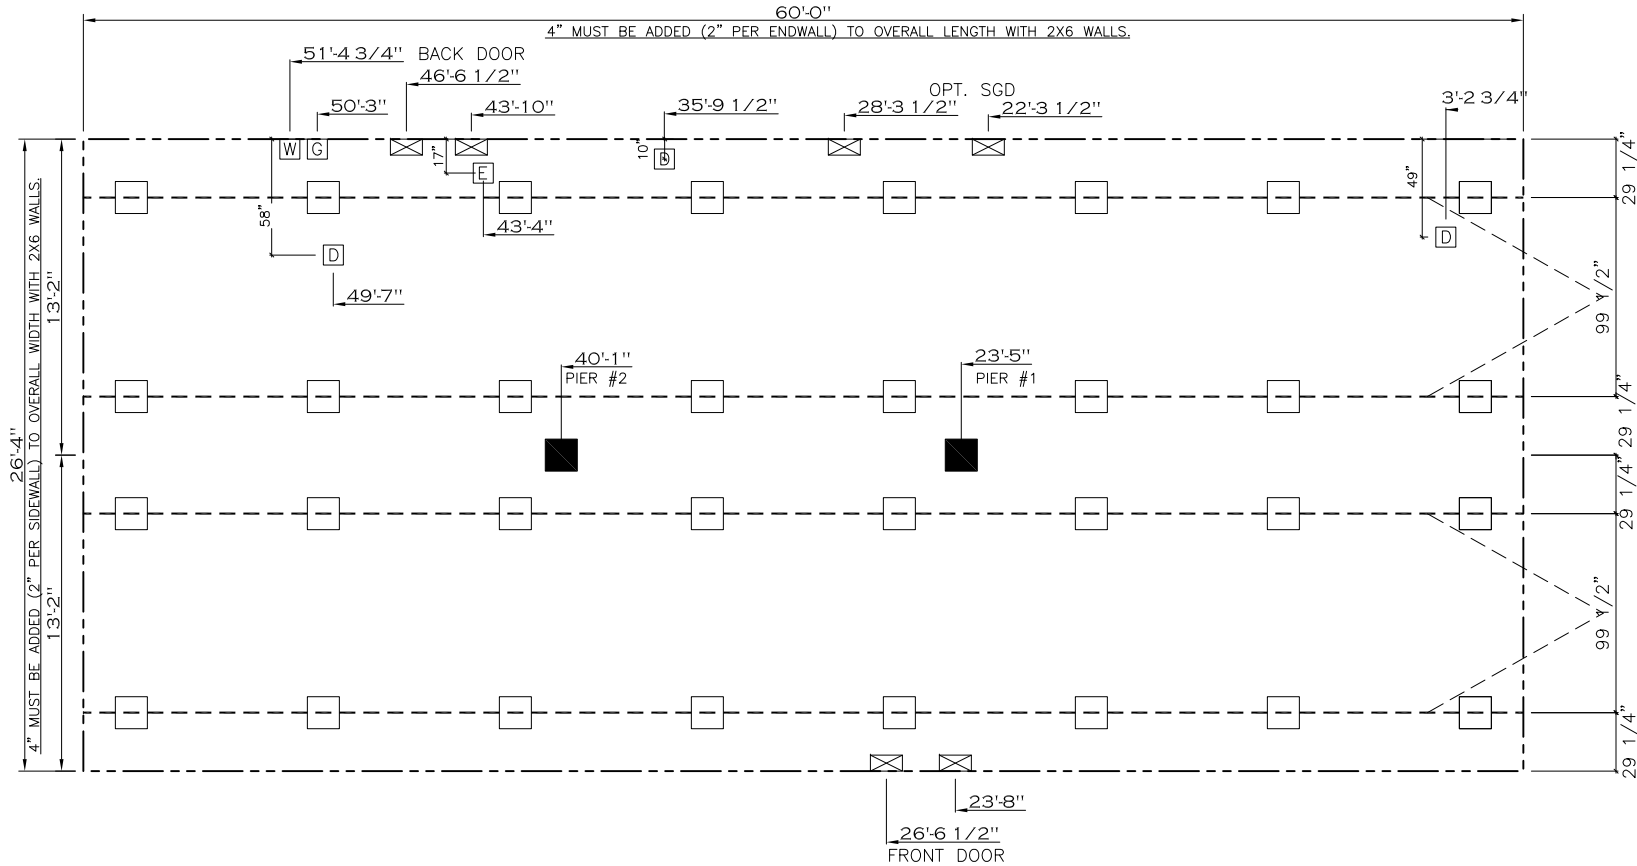 60'-0"
4" MUST BE ADDED (2" PER ENDWALL) TO OVERALL LENGTH WITH 2X6 WALLS.
51'-4 3/4" BACK DOOR
46'-6 1/2"
50'-3"
43'-10"
35'-9 1/2"
OPT. SGD
28'-3 1/2"
22'-3 1/2"
3'-2 3/4"
W
G
17"
E
43'-4"
10"
D
49"
D
58"
D
49'-7"
29 1/4"
99 1/2"
29 1/4"
29 1/4"
99 1/2"
29 1/4"
26'-4"
4" MUST BE ADDED (2" PER SIDEWALL) TO OVERALL WIDTH WITH 2X6 WALLS.
13'-2"
13'-2"
40'-1"
PIER #2
23'-5"
PIER #1
23'-8"
26'-6 1/2"
FRONT DOOR